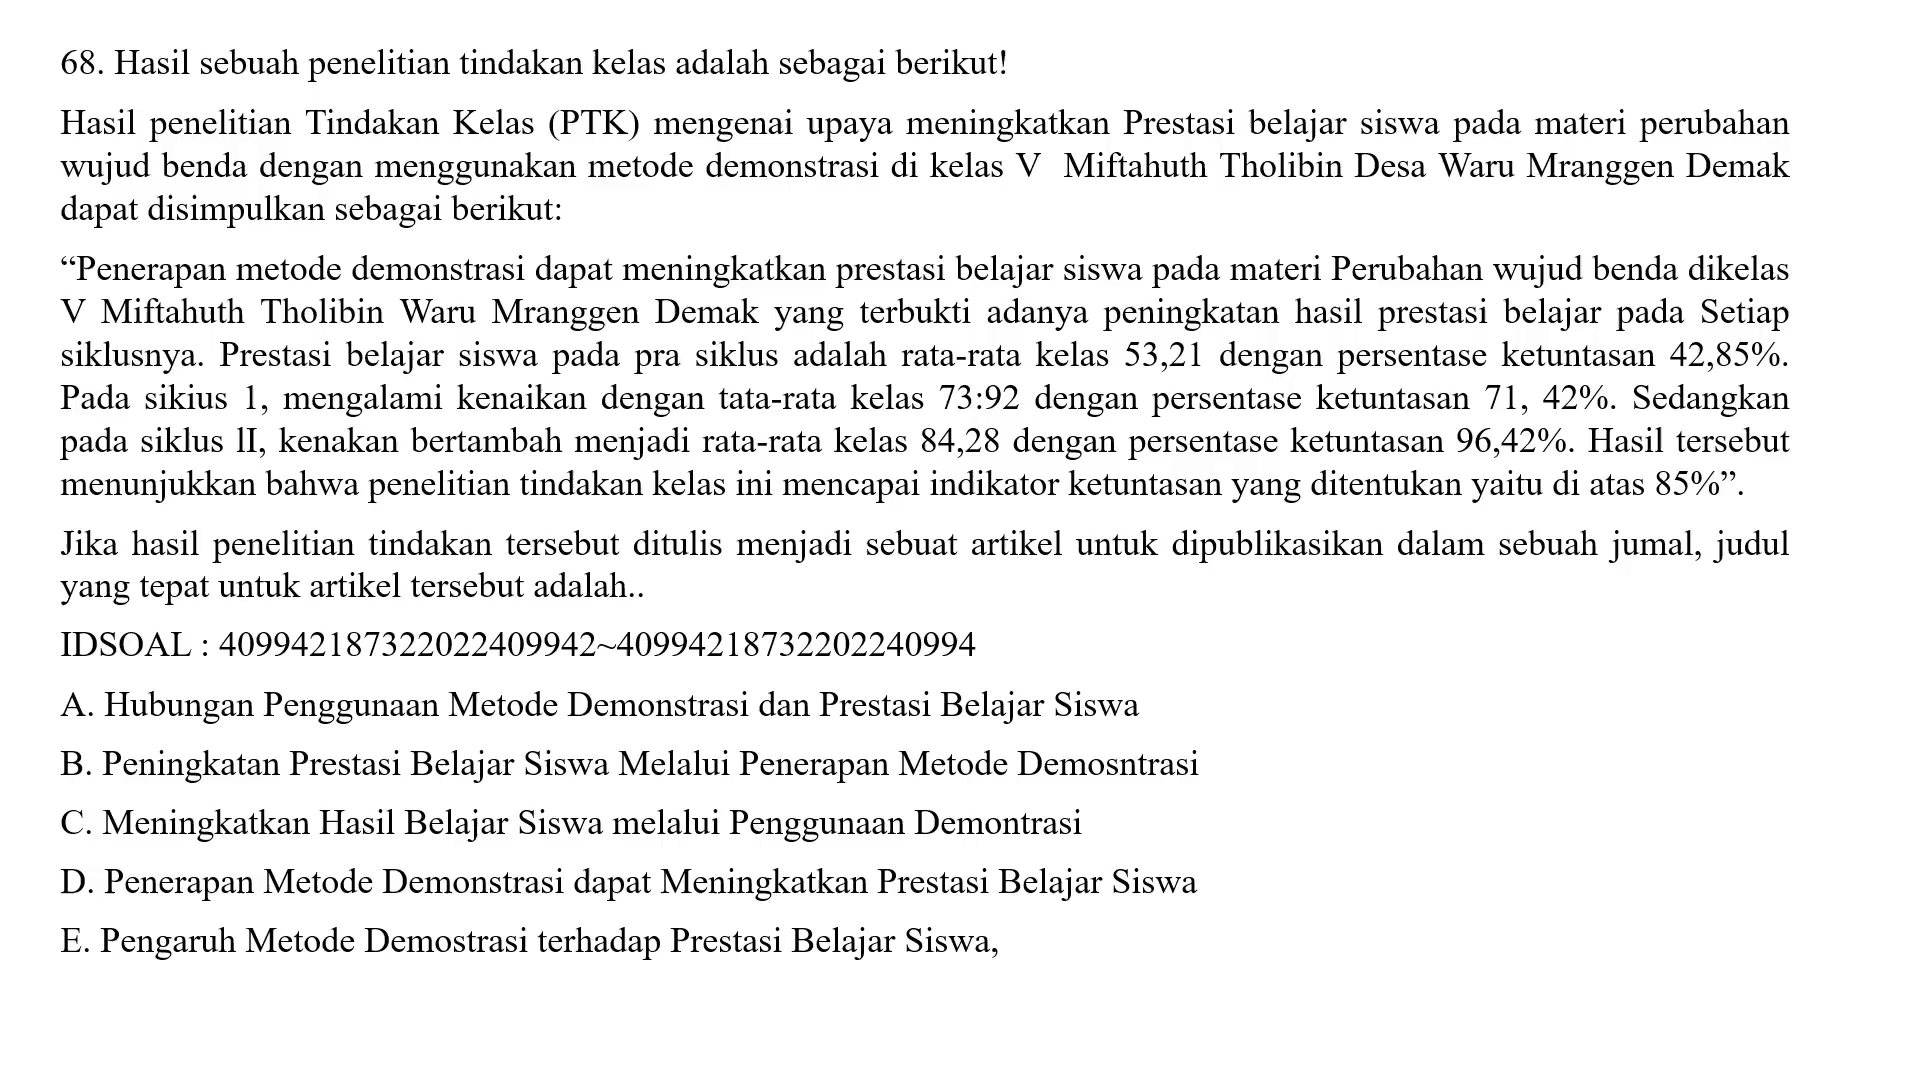 68. Hasil sebuah penelitian tindakan kelas adalah sebagai berikut!
Hasil penelitian Tindakan Kelas (PTK) mengenai upaya meningkatkan Prestasi belajar siswa pada materi perubahan
wujud benda dengan menggunakan metode demonstrasi di kelas V Miftahuth Tholibin Desa Waru Mranggen Demak
dapat disimpulkan sebagai berikut:
“Penerapan metode demonstrasi dapat meningkatkan prestasi belajar siswa pada materi Perubahan wujud benda dikelas
V Miftahuth Tholibin Waru Mranggen Demak yang terbukti adanya peningkatan hasil prestasi belajar pada Setiap
siklusnya. Prestasi belajar siswa pada pra siklus adalah rata-rata kelas 53,21 dengan persentase ketuntasan 42,85%.
Pada sikius 1, mengalami kenaikan dengan tata-rata kelas 73:92 dengan persentase ketuntasan 71, 42%. Sedangkan
pada siklus lI, kenakan bertambah menjadi rata-rata kelas 84,28 dengan persentase ketuntasan 96,42%. Hasil tersebut
menunjukkan bahwa penelitian tindakan kelas ini mencapai indikator ketuntasan yang ditentukan yaitu di atas 85%”.
Jika hasil penelitian tindakan tersebut ditulis menjadi sebuat artikel untuk dipublikasikan dalam sebuah jumal, judul
yang tepat untuk artikel tersebut adalah..
IDSOAL : 409942187322022409942~40994218732202240994
A. Hubungan Penggunaan Metode Demonstrasi dan Prestasi Belajar Siswa
B. Peningkatan Prestasi Belajar Siswa Melalui Penerapan Metode Demosntrasi
C. Meningkatkan Hasil Belajar Siswa melalui Penggunaan Demontrasi
D. Penerapan Metode Demonstrasi dapat Meningkatkan Prestasi Belajar Siswa
E. Pengaruh Metode Demostrasi terhadap Prestasi Belajar Siswa,